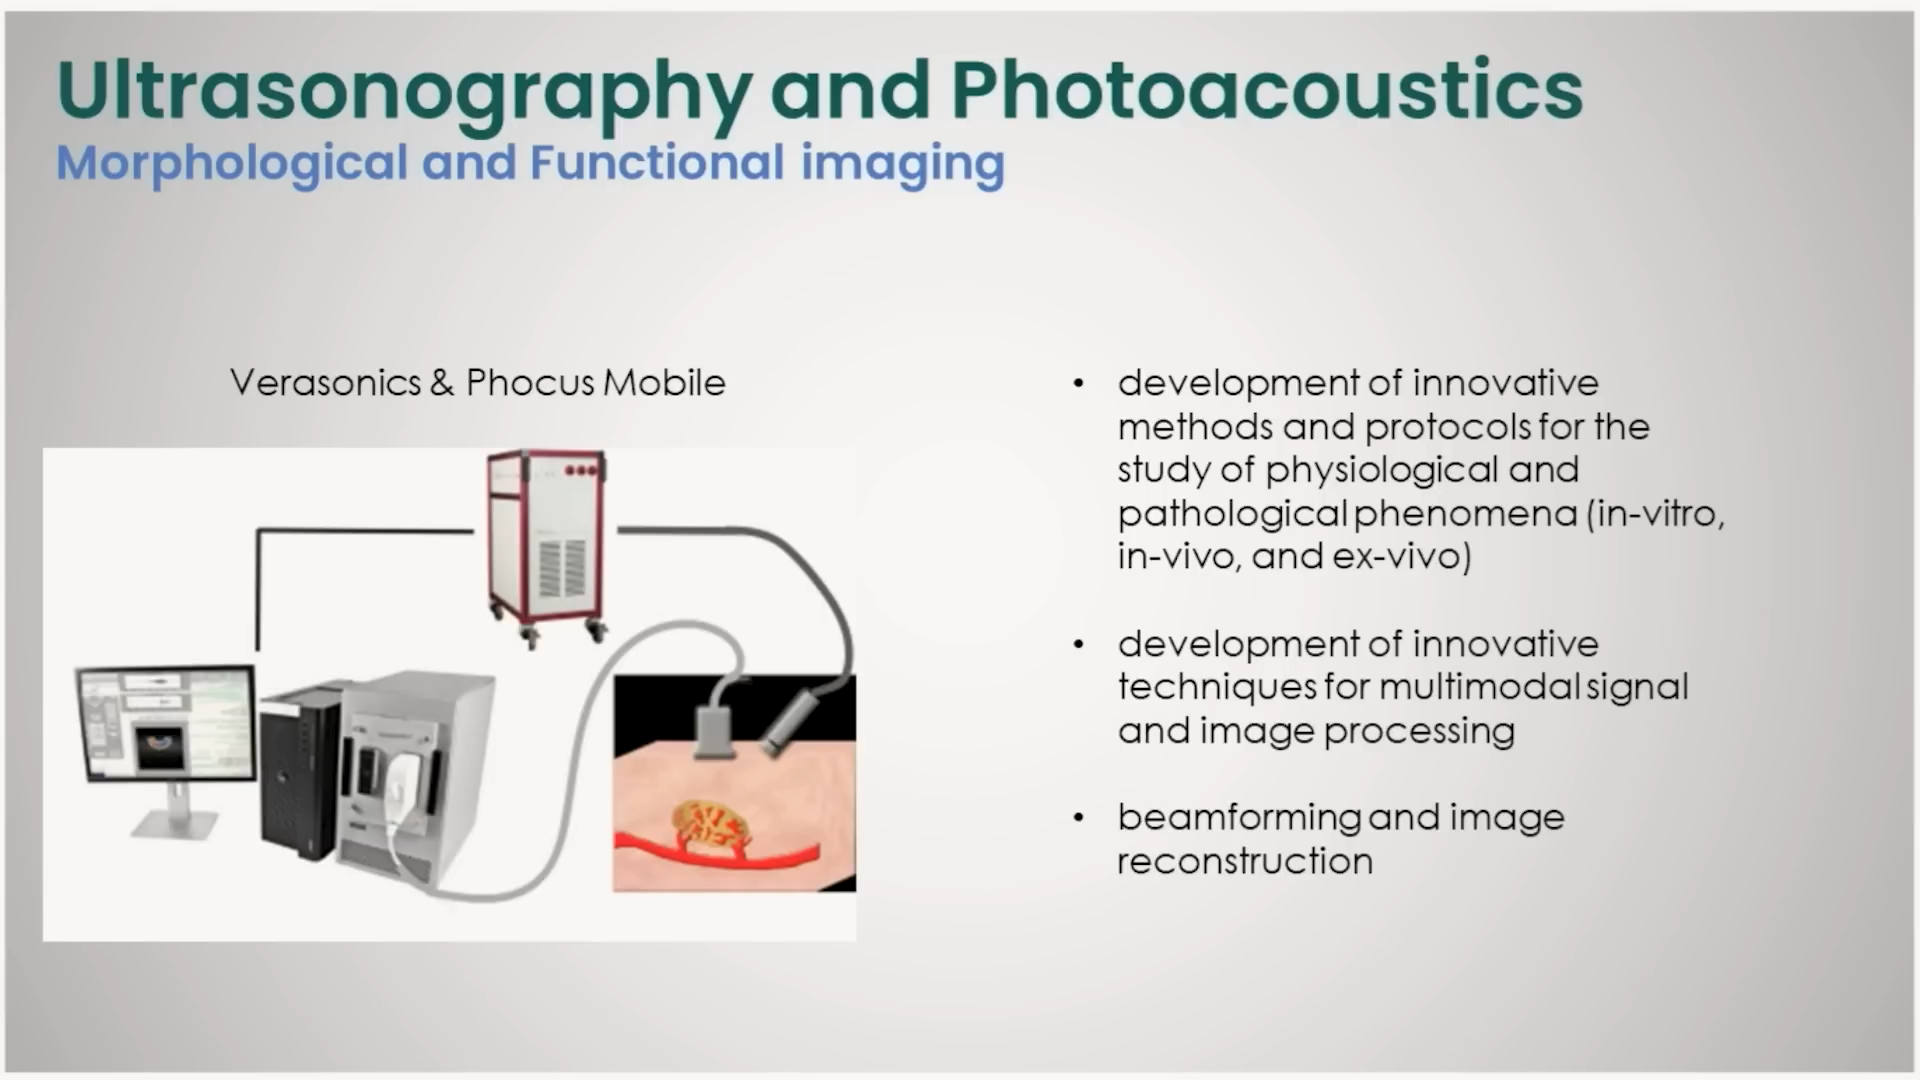 Ultrasonography and Photoacoustics
Morphological and Functional imaging
Verasonics & Phocus Mobile
• development of innovative
methods and protocols for the
study of physiological and
pathological phenomena (in-vitro,
in-vivo, and ex-vivo)
• development of innovative
techniques for multimodal signal
and image processing
• beamforming and image
reconstruction